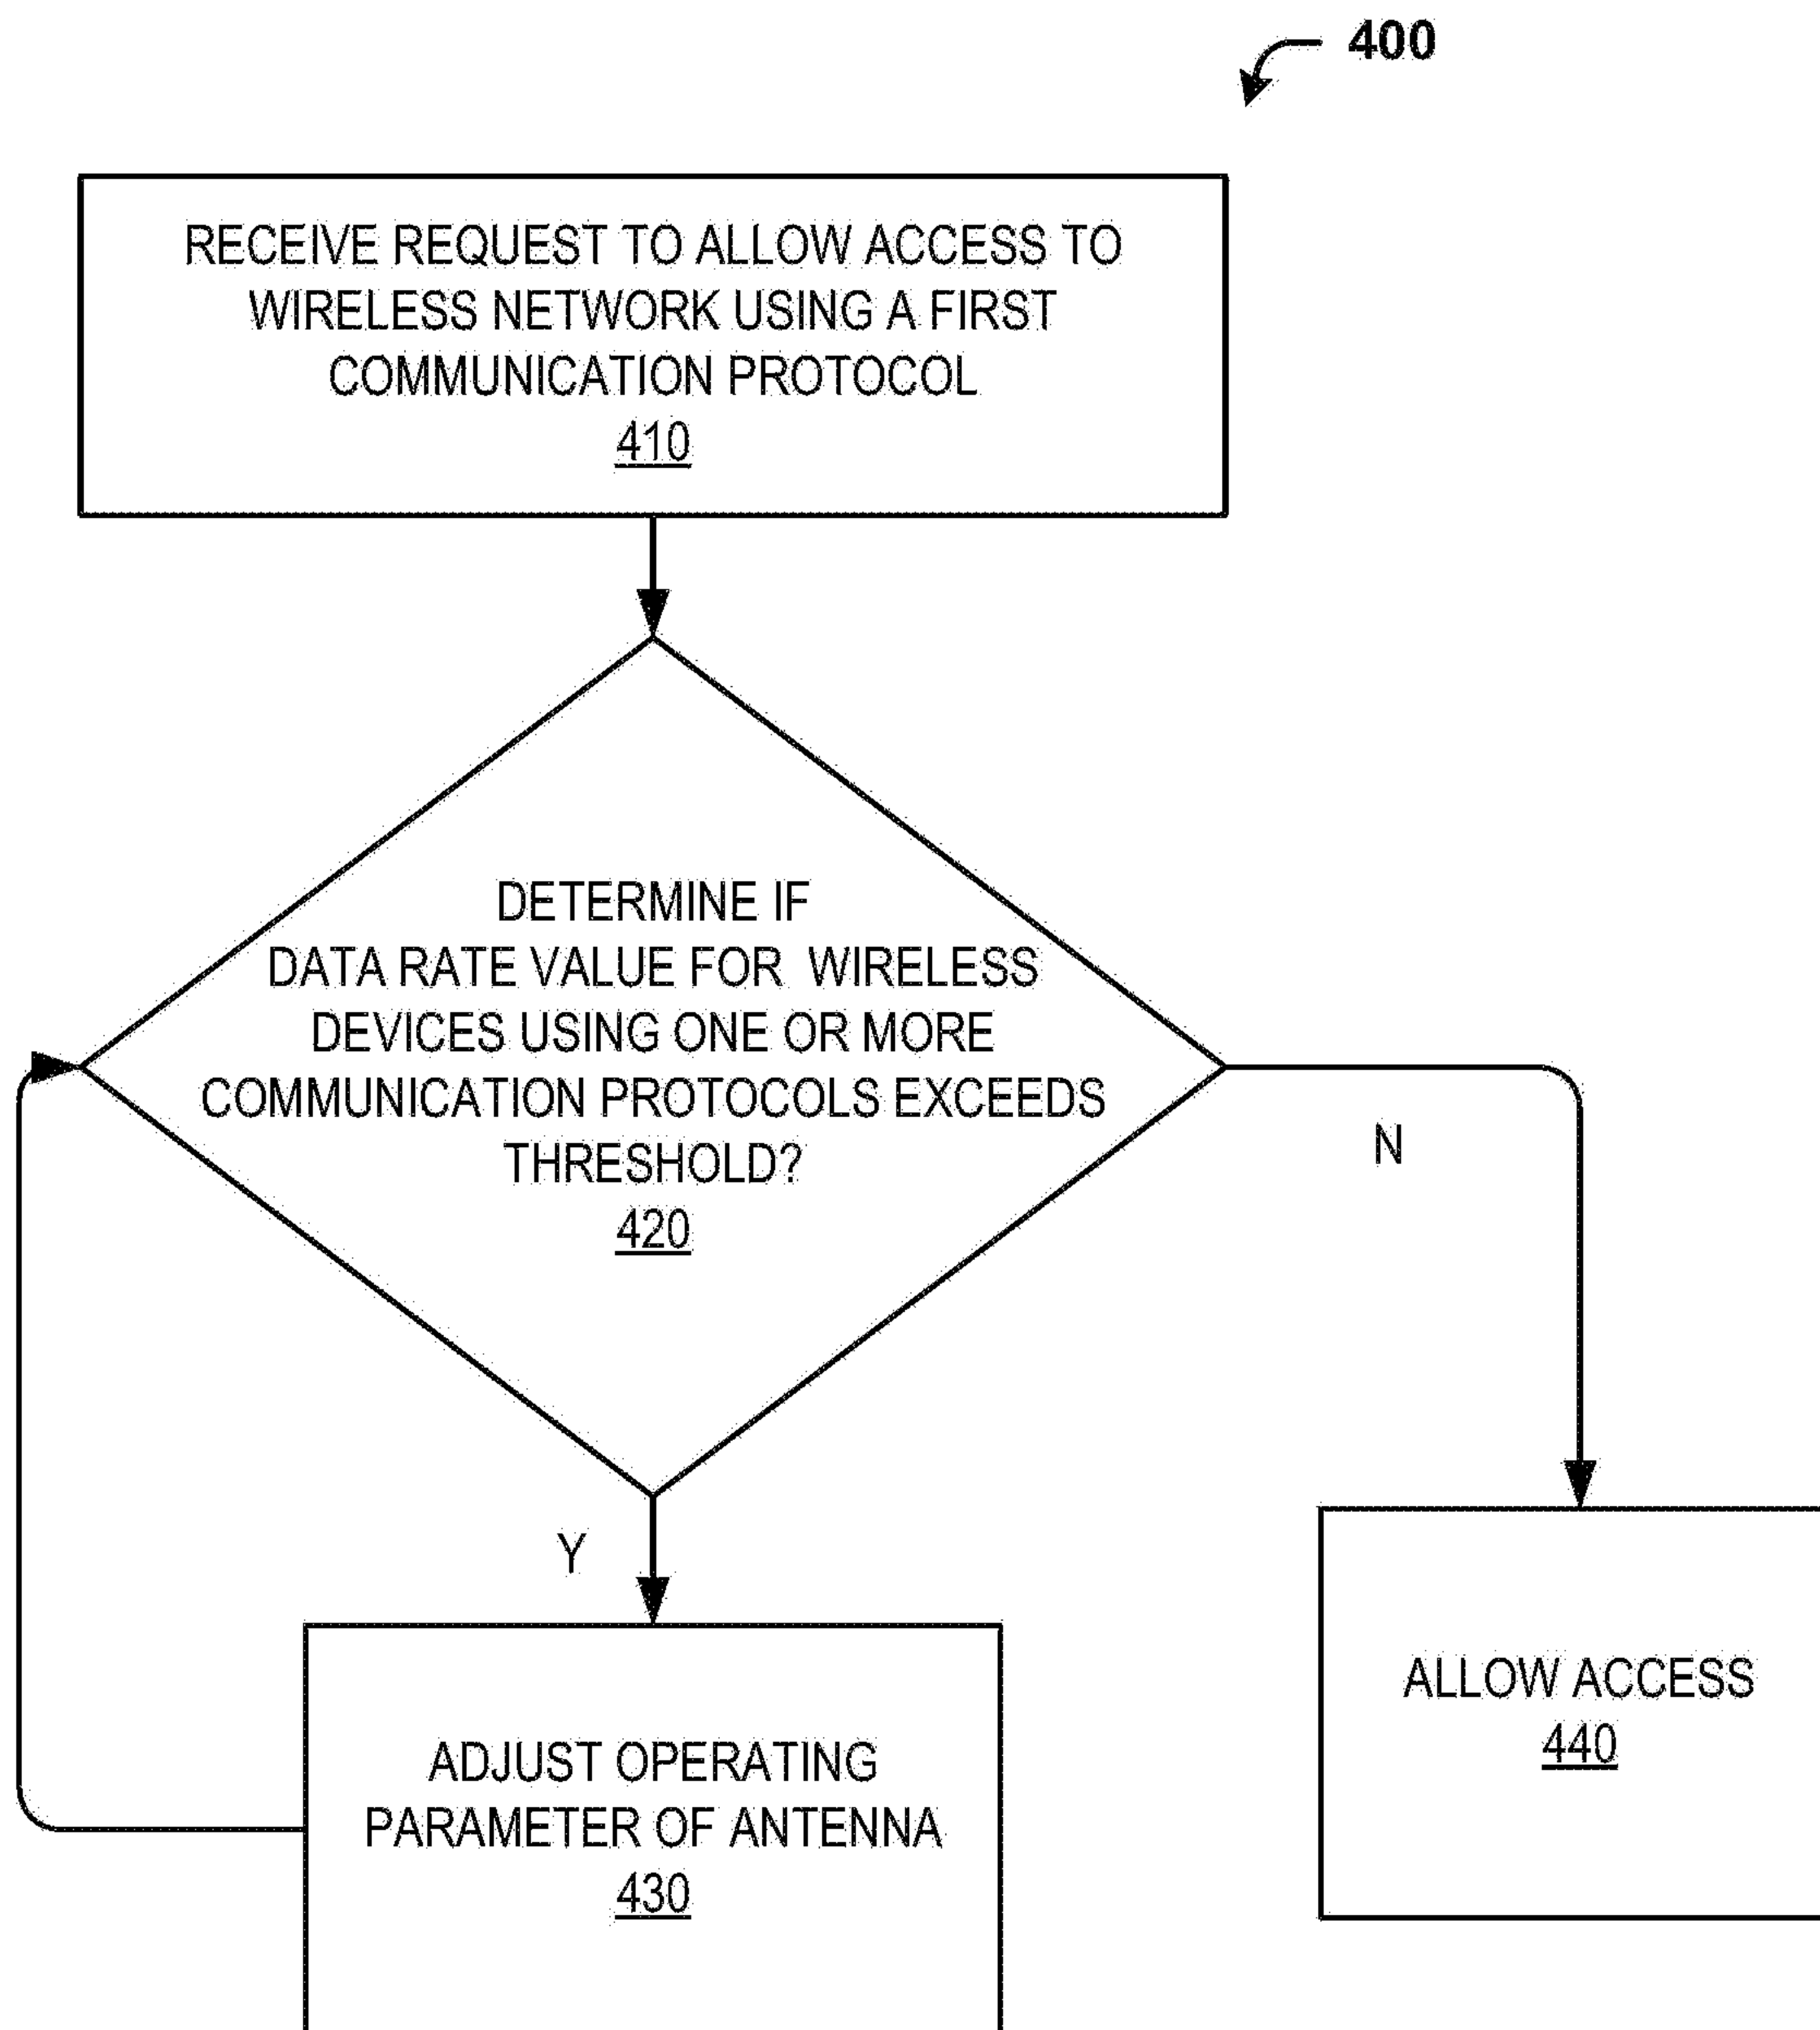 400
RECEIVE REQUEST TO ALLOW ACCESS TO
WIRELESS NETWORK USING A FIRST
COMMUNICATION PROTOCOL
410
DETERMINE IF
DATA RATE VALUE FOR WIRELESS
DEVICES USING ONE OR MORE
COMMUNICATION PROTOCOLS EXCEEDS
THRESHOLD?
420
N
Y
ALLOW ACCESS
440
ADJUST OPERATING
PARAMETER OF ANTENNA
430